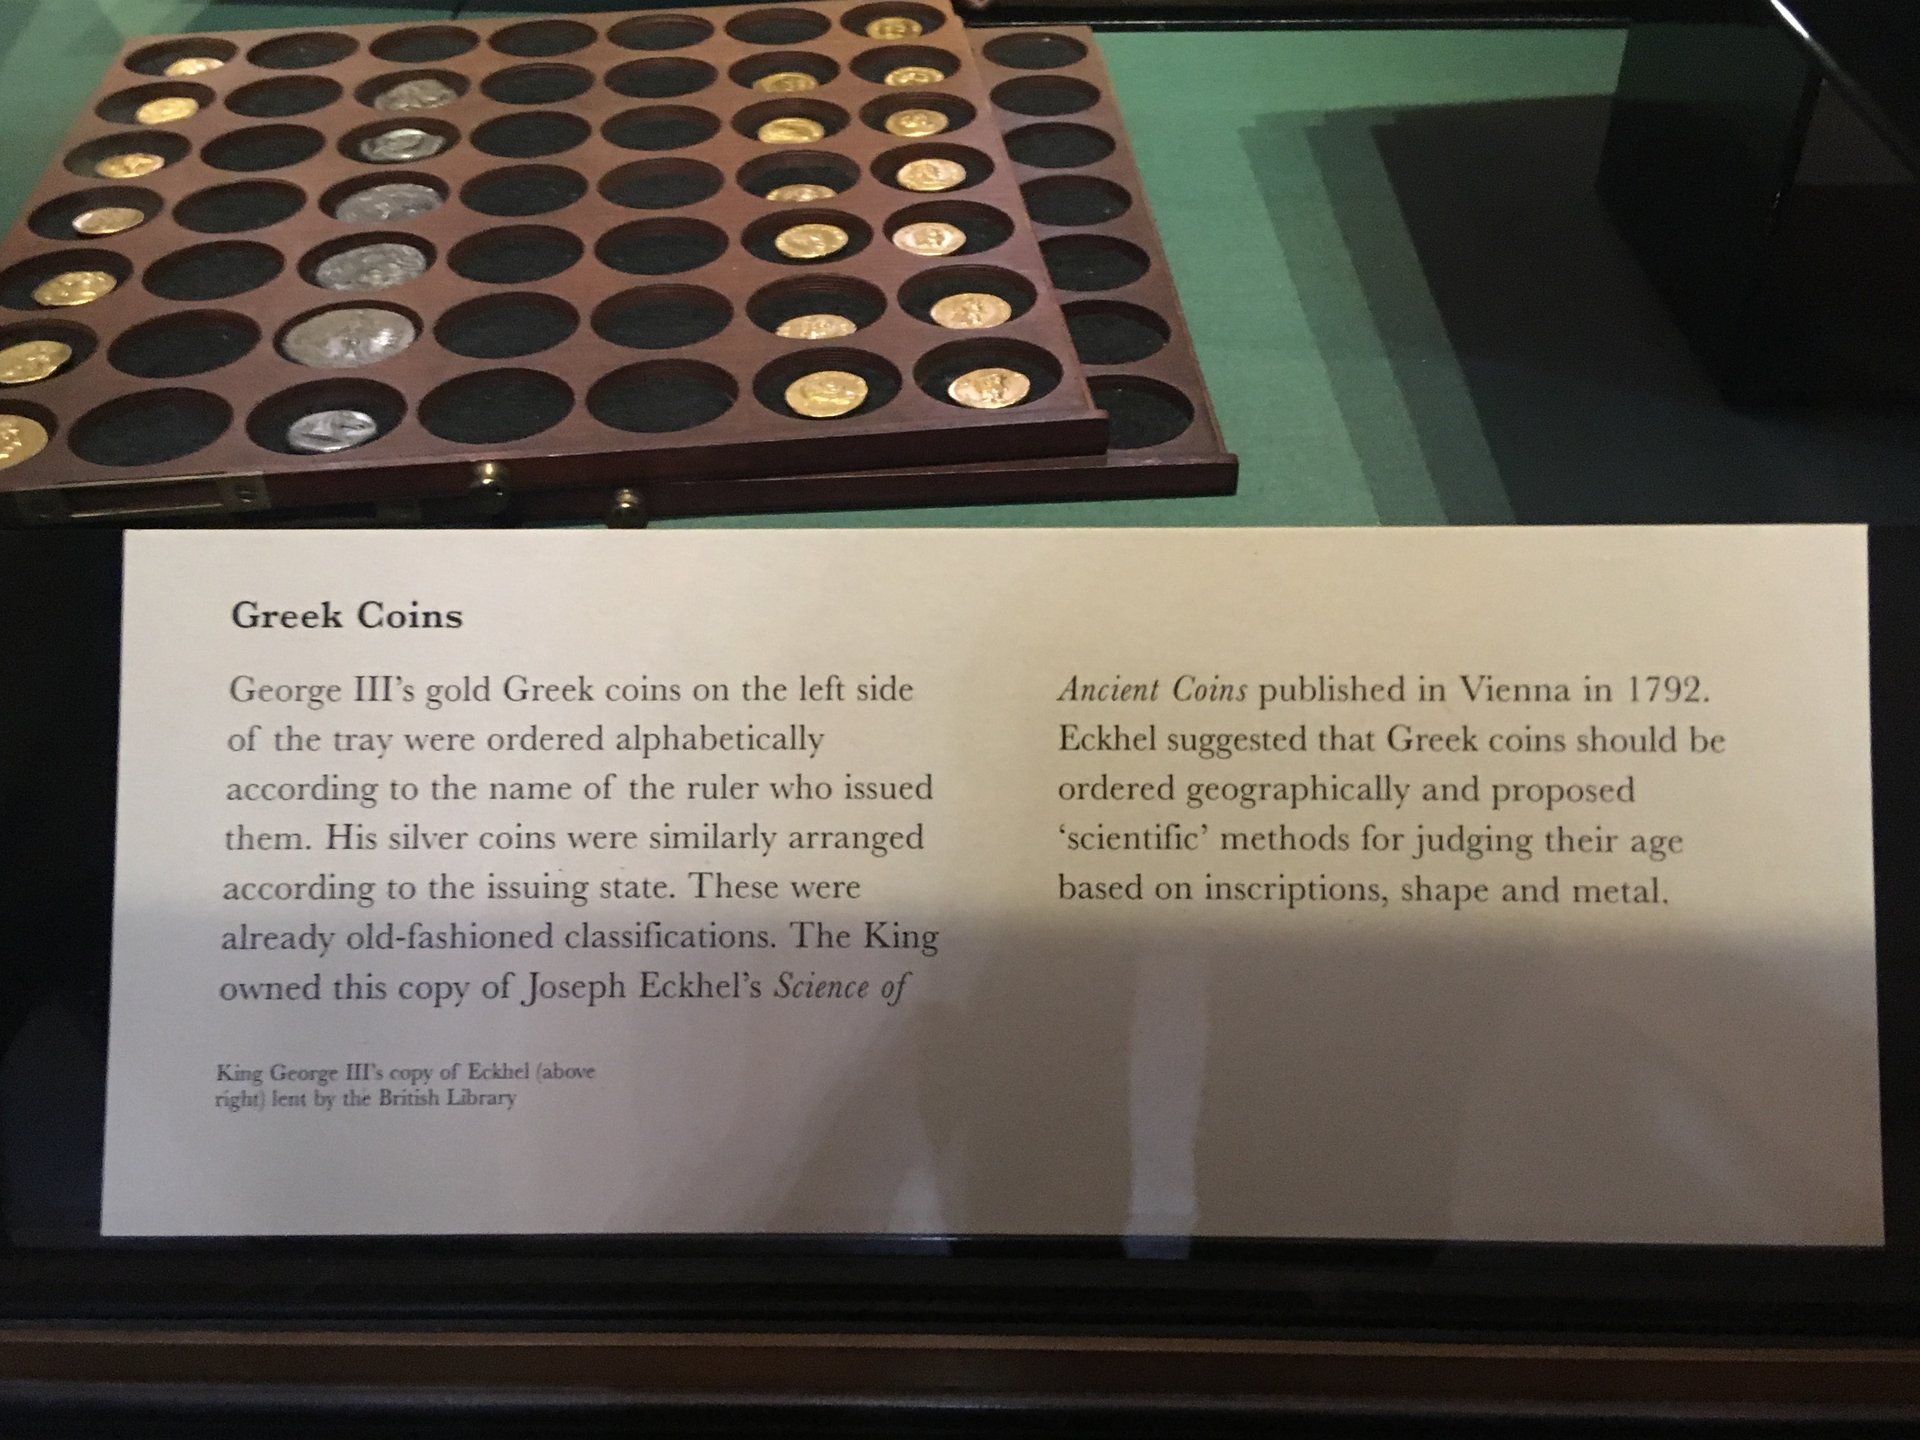 Greek Coins
George III's gold Greek coins on the left side
of the tray were ordered alphabetically
according to the name of the ruler who issued
them. His silver coins were similarly arranged
according to the issuing state. These were
already old-fashioned classifications. The King
owned this copy of Joseph Eckhel's Science of
Ancient Coins published in Vienna in 1792.
Eckhel suggested that Greek coins should be
ordered geographically and proposed
'scientific' methods for judging their age
based on inscriptions, shape and metal.
King George III's copy of Eckhel (above
right) lent by the British Library